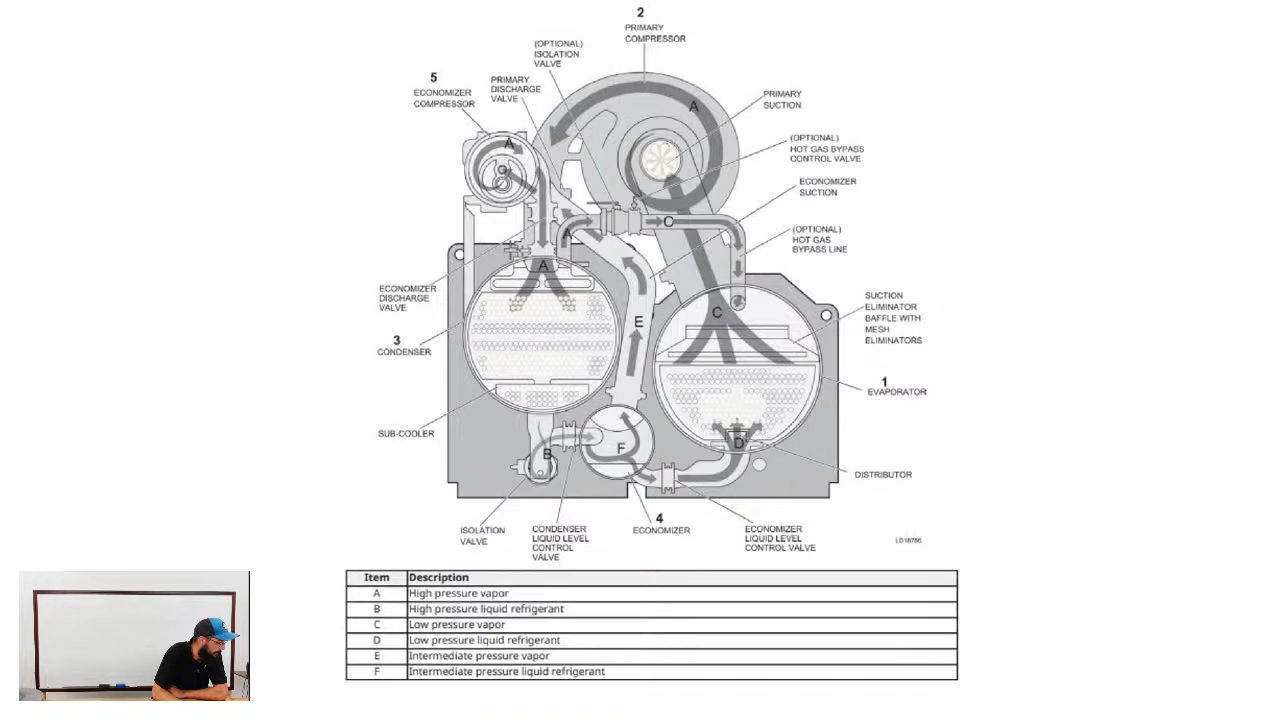 2
PRIMARY
COMPRESSOR
(OPTIONAL)
ISOLATION
VALVE
5
ECONOMIZER
COMPRESSOR
PRIMARY
DISCHARGE
VALVE
PRIMARY
SUCTION
A
A
(OPTIONAL)
HOT GAS BYPASS
CONTROL VALVE
ECONOMIZER
SUCTION
C
A
(OPTIONAL)
HOT GAS
BYPASS LINE
A
ECONOMIZER
DISCHARGE
VALVE
3
CONDENSER
E
C
SUCTION
ELIMINATOR
BAFFLE WITH
MESH
ELIMINATORS
1
EVAPORATOR
SUB-COOLER
B
F
D
DISTRIBUTOR
ISOLATION
VALVE
CONDENSER
LIQUID LEVEL
CONTROL
VALVE
4
ECONOMIZER
ECONOMIZER
LIQUID LEVEL
CONTROL VALVE
Item Description
A High pressure vapor
B High pressure liquid refrigerant
C Low pressure vapor
D Low pressure liquid refrigerant
E Intermediate pressure vapor
F Intermediate pressure liquid refrigerant